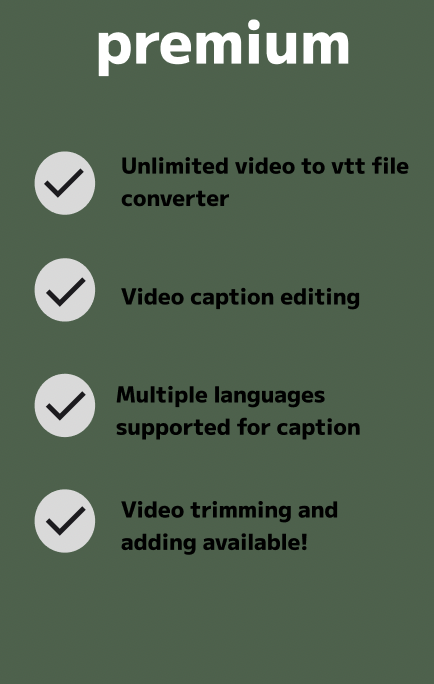 premium
Unlimited video to vtt file
converter
Video caption editing
Multiple languages
supported for caption
Video trimming and
adding available!